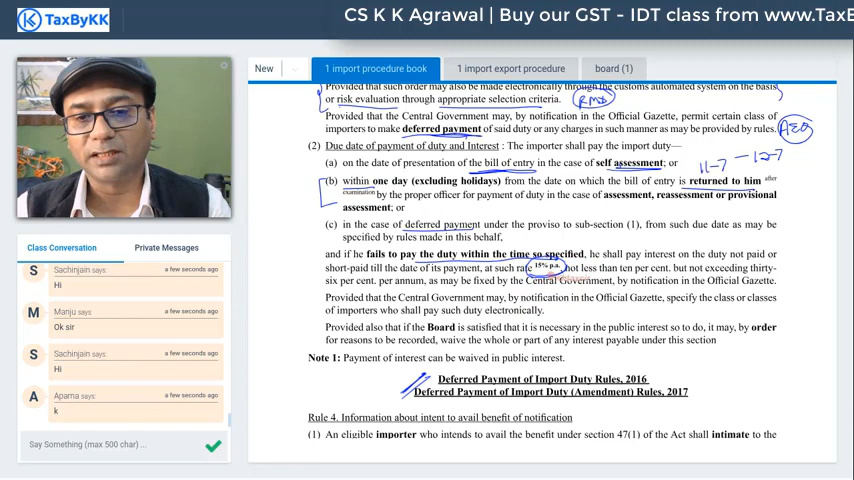 CS K K Agrawal | Buy our GST - IDT class from www.TaxB
TaxByKK
New
1 import procedure book
1 import export procedure
board (1)
Provided that such order may also be made electronically through the customs automated system on the basis
or risk evaluation through appropriate selection criteria.
RMS
Provided that the Central Government may, by notification in the Official Gazette, permit certain class of
importers to make deferred payment of said duty or any charges in such manner as may be provided by rules.
AEO
(2) Due date of payment of duty and Interest: The importer shall pay the import duty—
(a) on the date of presentation of the bill of entry in the case of self assessment; or
11-7 - 12-7
(b) within one day (excluding holidays) from the date on which the bill of entry is returned to him after
examination by the proper officer for payment of duty in the case of assessment, reassessment or provisional
assessment; or
(c) in the case of deferred payment under the proviso to sub-section (1), from such due date as may be
specified by rules made in this behalf,
and if he fails to pay the duty within the time so specified, he shall pay interest on the duty not paid or
short-paid till the date of its payment, at such rate 15% p.a. not less than ten per cent. but not exceeding thirty-
six per cent. per annum, as may be fixed by the Central Government, by notification in the Official Gazette.
Provided that the Central Government may, by notification in the Official Gazette, specify the class or classes
of importers who shall pay such duty electronically.
Provided also that if the Board is satisfied that it is necessary in the public interest so to do, it may, by order
for reasons to be recorded, waive the whole or part of any interest payable under this section
Note 1: Payment of interest can be waived in public interest.
Deferred Payment of Import Duty Rules, 2016
Deferred Payment of Import Duty (Amendment) Rules, 2017
Rule 4. Information about intent to avail benefit of notification
(1) An eligible importer who intends to avail the benefit under section 47(1) of the Act shall intimate to the
Class Conversation
Private Messages
S
Sachinjain says:
a few seconds ago
Hi
M
Manju says:
a few seconds ago
Ok sir
S
Sachinjain says:
a few seconds ago
Hi
A
Aparna says:
a few seconds ago
k
Say Something (max 500 char) ...